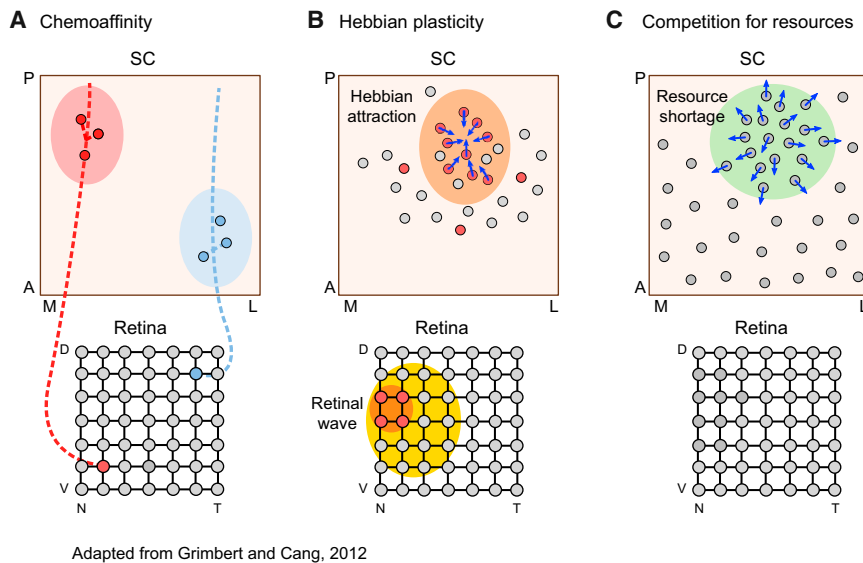 A Chemoaffinity
B Hebbian plasticity
C Competition for resources
SC
P
A
M
L
Retina
D
V
N
T
SC
Hebbian
attraction
P
A
M
L
Retina
D
Retinal
wave
V
N
T
SC
Resource
shortage
P
A
M
L
Retina
D
V
N
T
Adapted from Grimbert and Cang, 2012